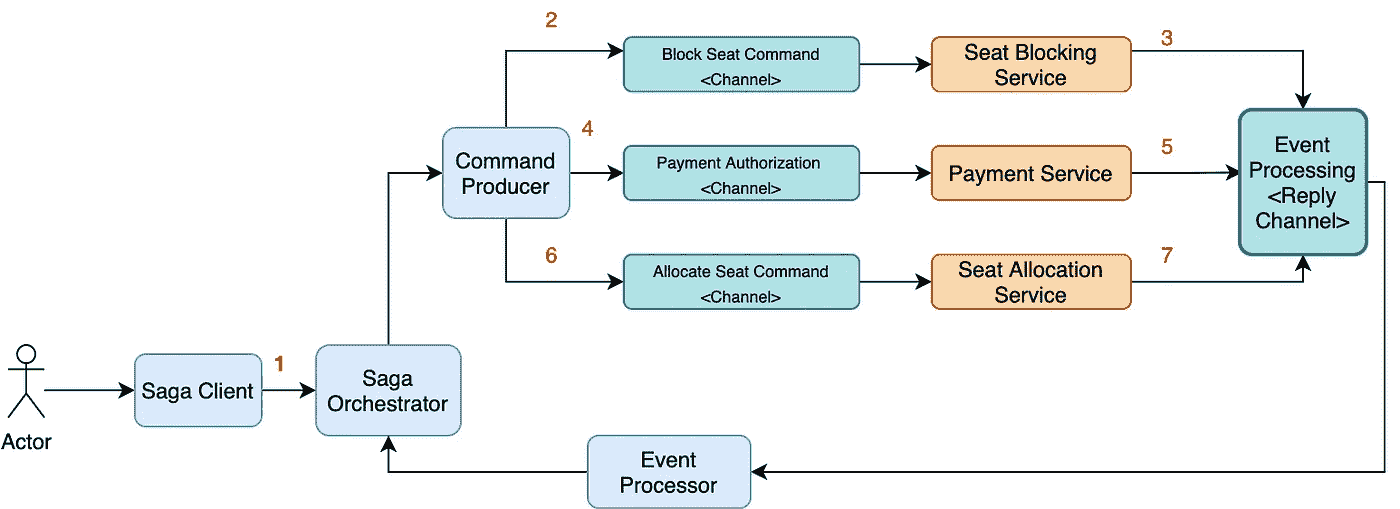 2
Block Seat Command
<Channel>
Seat Blocking
Service
3
Command
Producer
4
Payment Authorization
<Channel>
Payment Service
5
Event
Processing
<Reply
Channel>
6
Allocate Seat Command
<Channel>
Seat Allocation
Service
7
Actor
Saga Client
1
Saga
Orchestrator
Event
Processor